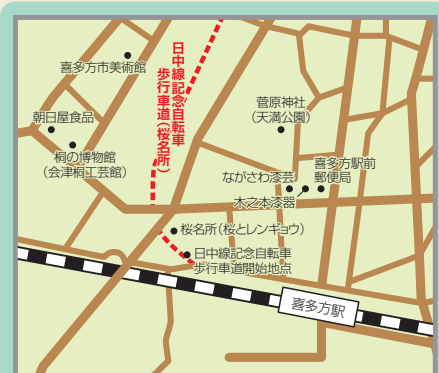 日中線記念自転車
歩行車道(桜名所)
喜多方市美術館
朝日屋食品
桐の博物館
(会津桐工芸館)
菅原神社
(天満公園)
ながさわ漆芸
喜多方駅前
郵便局
木之本漆器
桜名所(桜とレンギョウ)
日中線記念自転車
歩行車道開始地点
喜多方駅